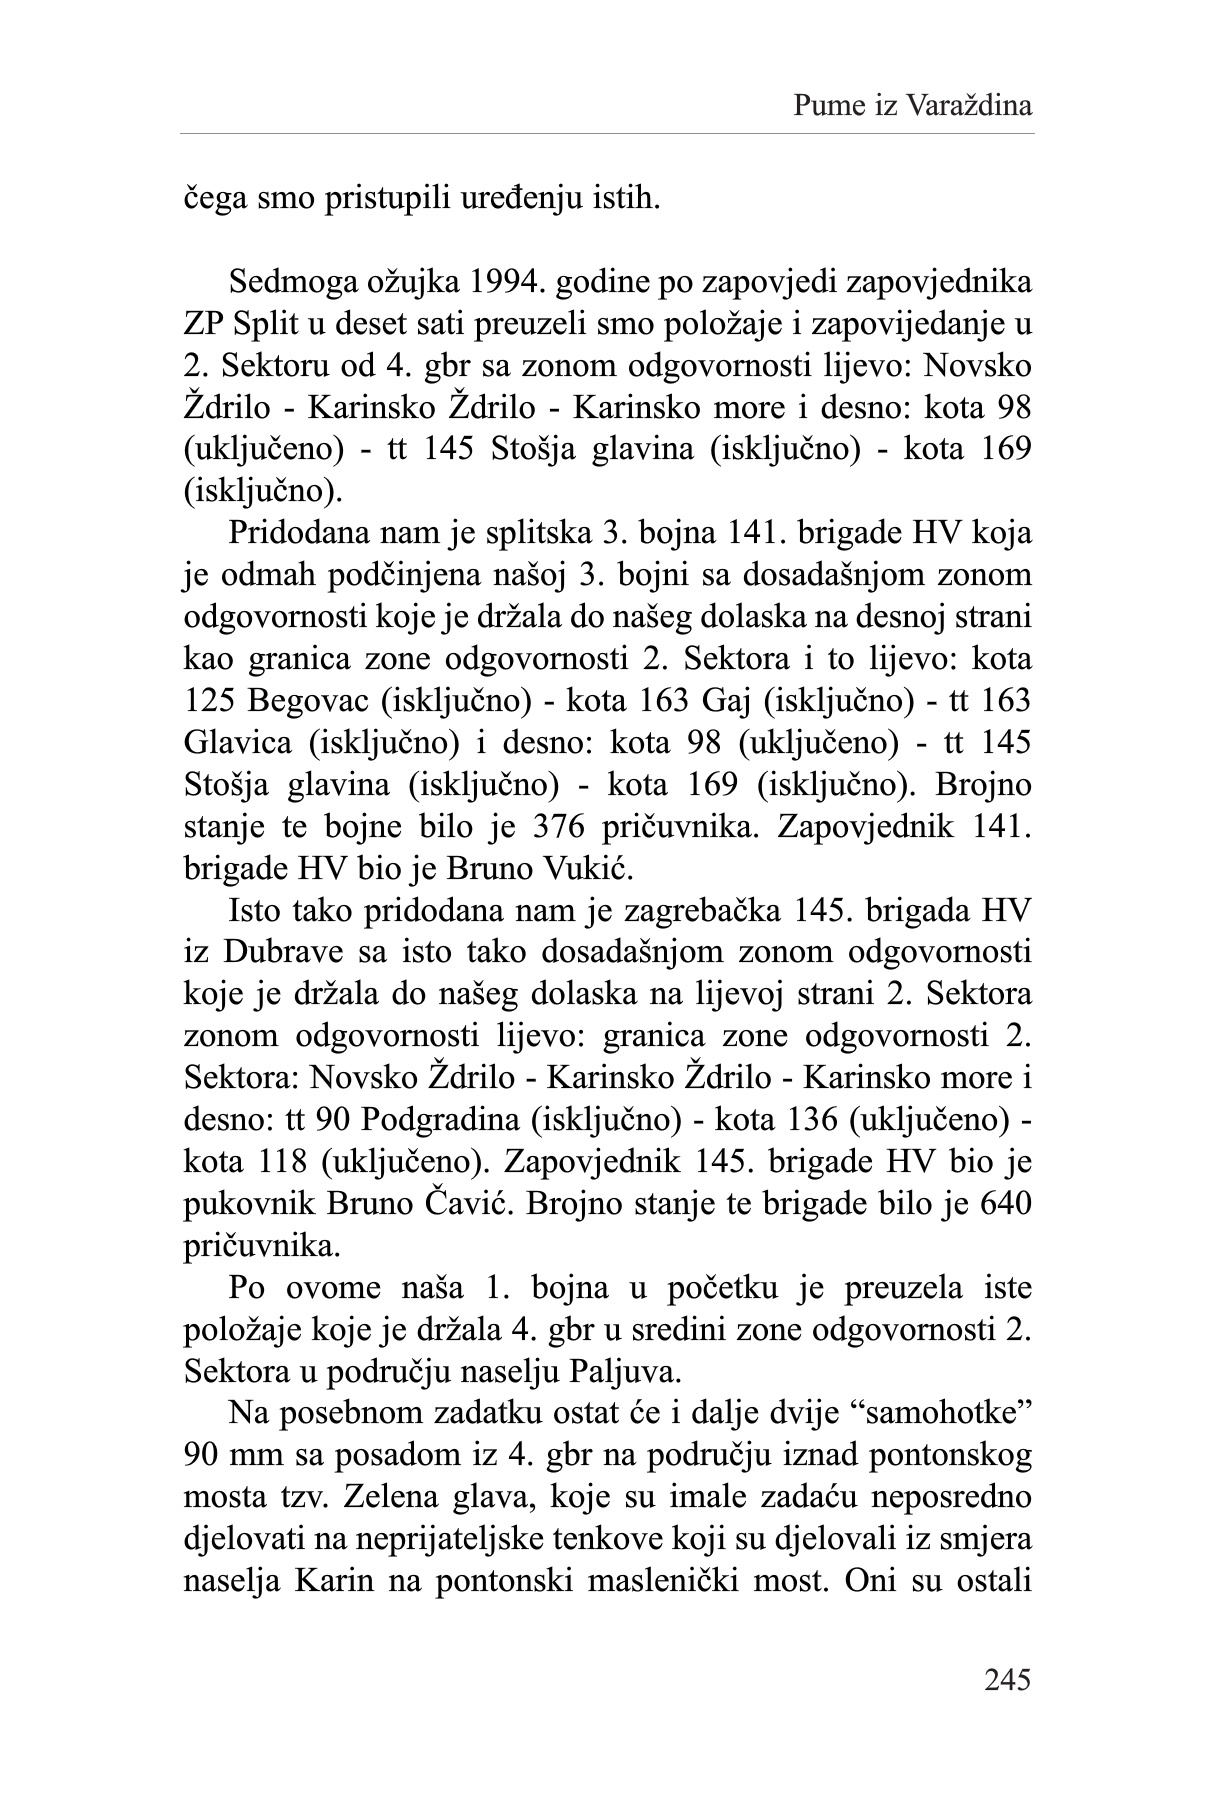 Pume iz Varaždina
čega smo pristupili uređenju istih.
Sedmoga ožujka 1994. godine po zapovjedi zapovjednika
ZP Split u deset sati preuzeli smo položaje i zapovijedanje u
2. Sektoru od 4. gbr sa zonom odgovornosti lijevo: Novsko
Ždrilo - Karinsko Ždrilo - Karinsko more i desno: kota 98
(uključeno) - tt 145 Stošja glavina (isključno) - kota 169
(isključno).
Pridodana nam je splitska 3. bojna 141. brigade HV koja
je odmah podčinjena našoj 3. bojni sa dosadašnjom zonom
odgovornosti koje je držala do našeg dolaska na desnoj strani
kao granica zone odgovornosti 2. Sektora i to lijevo: kota
125 Begovac (isključno) - kota 163 Gaj (isključno) - tt 163
Glavica (isključno) i desno: kota 98 (uključeno) - tt 145
Stošja glavina (isključno) - kota 169 (isključno). Brojno
stanje te bojne bilo je 376 pričuvnika. Zapovjednik 141.
brigade HV bio je Bruno Vukić.
Isto tako pridodana nam je zagrebačka 145. brigada HV
iz Dubrave sa isto tako dosadašnjom zonom odgovornosti
koje je držala do našeg dolaska na lijevoj strani 2. Sektora
zonom odgovornosti lijevo: granica zone odgovornosti 2.
Sektora: Novsko Ždrilo - Karinsko Ždrilo - Karinsko more i
desno: tt 90 Podgradina (isključno) - kota 136 (uključeno) -
kota 118 (uključeno). Zapovjednik 145. brigade HV bio je
pukovnik Bruno Čavić. Brojno stanje te brigade bilo je 640
pričuvnika.
Po ovome naša 1. bojna u početku je preuzela iste
položaje koje je držala 4. gbr u sredini zone odgovornosti 2.
Sektora u području naselju Paljuva.
Na posebnom zadatku ostat će i dalje dvije “samohotke”
90 mm sa posadom iz 4. gbr na području iznad pontonskog
mosta tzv. Zelena glava, koje su imale zadaću neposredno
djelovati na neprijateljske tenkove koji su djelovali iz smjera
naselja Karin na pontonski maslenički most. Oni su ostali
245